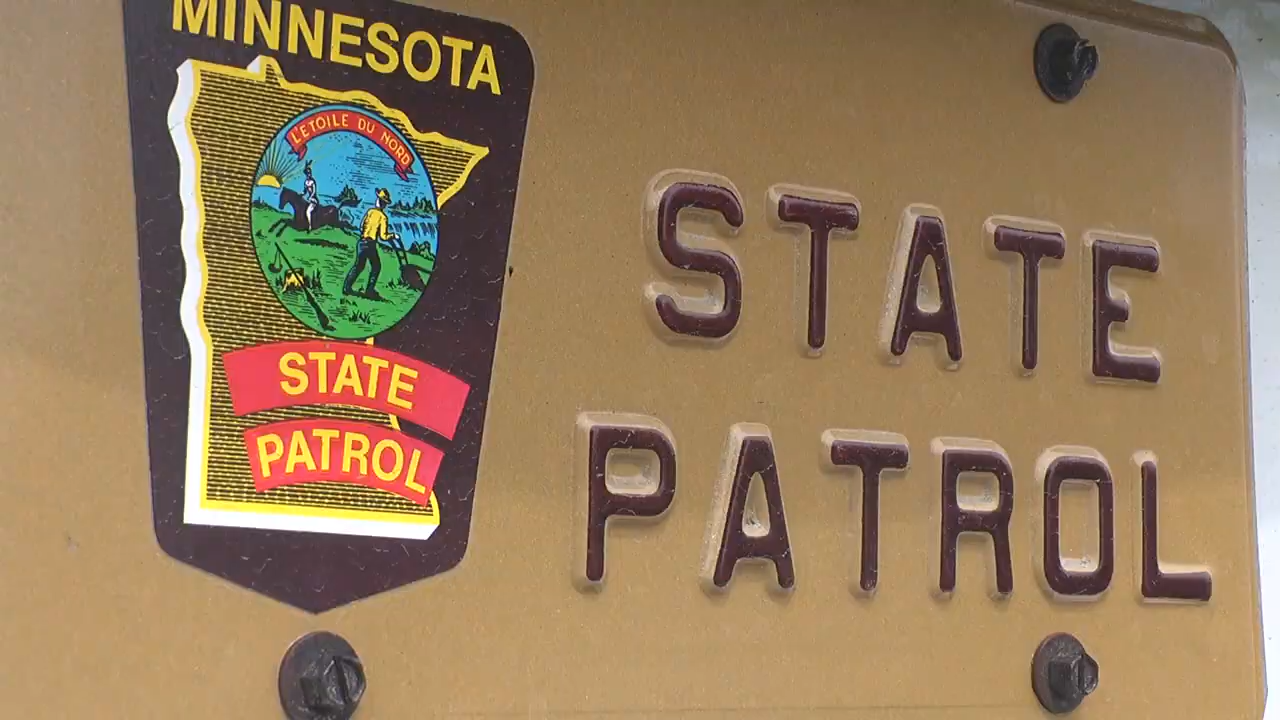 MINNESOTA
L'ETOILE DU NORD
STATE
PATROL
STATE
PATROL